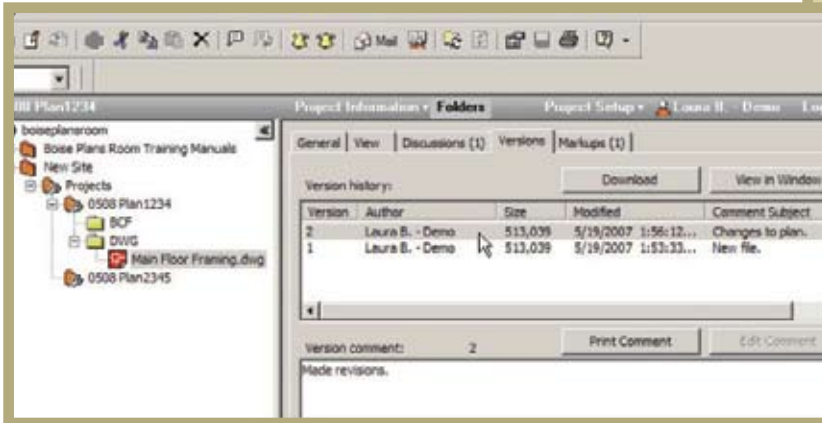 Mail
508 Plan1234
Project Information
Folders
Project Setup
Laura B. - Demo
boiseplansroom
Boise Plans Room Training Manuals
New Site
Projects
0508 Plan1234
BCF
DWG
Main Floor Framing.dwg
0508 Plan2345
General
View
Discussions (1)
Versions
Markups (1)
Version history:
Download
View in Window
Version Author Size Modified Comment Subject
2 Laura B. - Demo 513,039 5/19/2007 1:56:12... Changes to plan.
1 Laura B. - Demo 513,039 5/19/2007 1:53:33... New file.
Version comment: 2
Print Comment
Edit Comment
Made revisions.